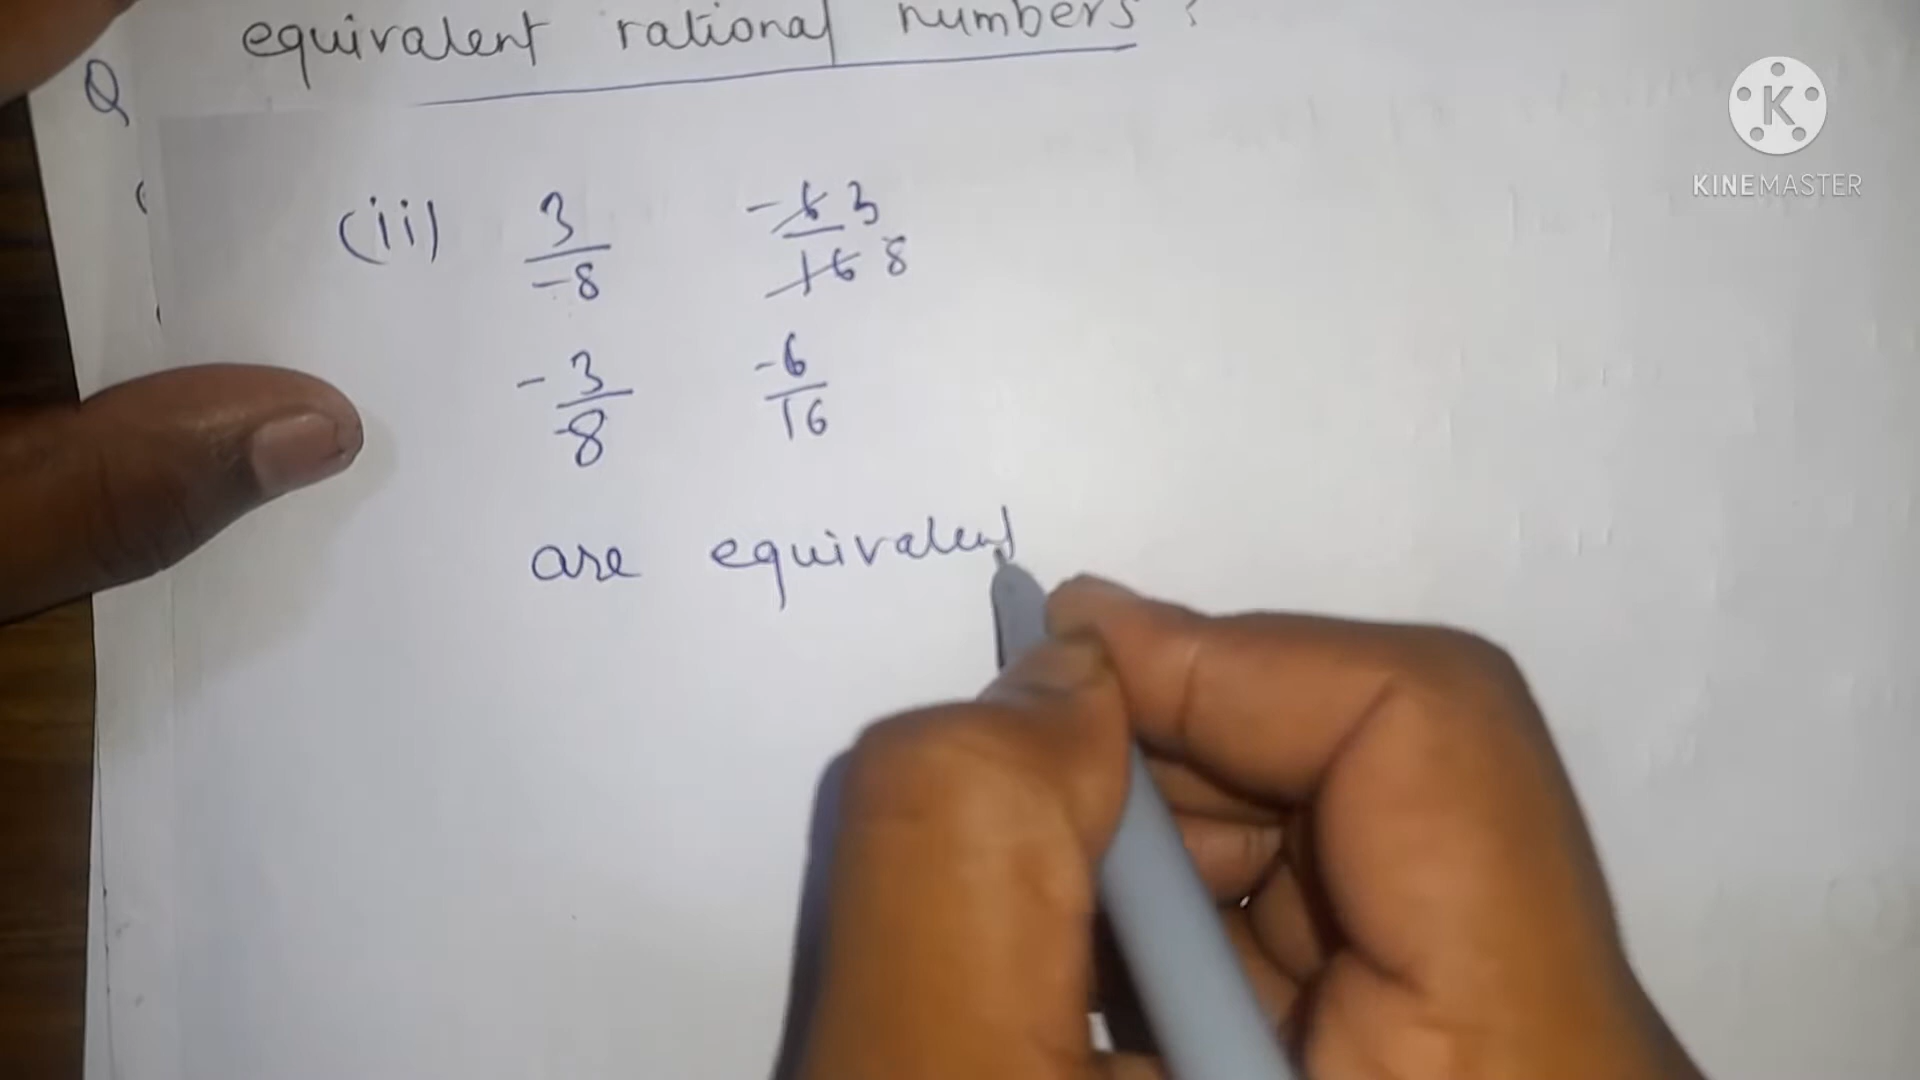 equivalent rational numbers ?
Q
(
(ii) 3/-8 -6/16 3 8
-3/-8 -6/16
are equivalent
K
KINEMASTER